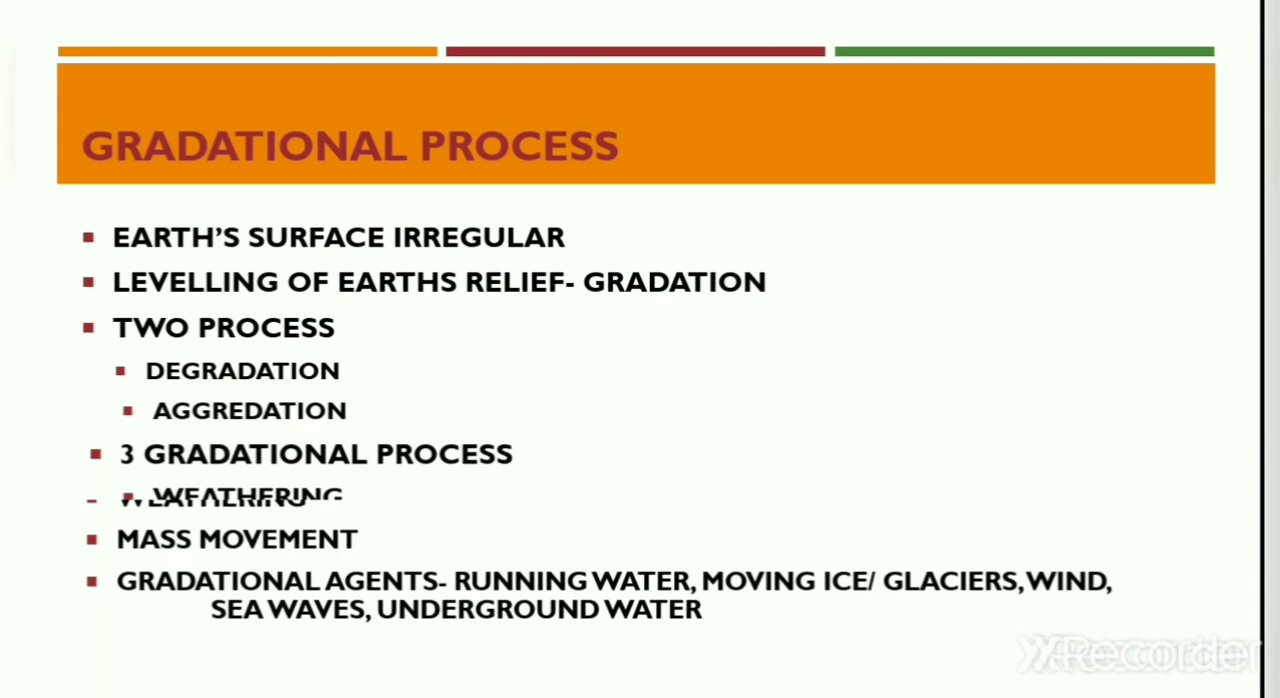 GRADATIONAL PROCESS
EARTH'S SURFACE IRREGULAR
LEVELLING OF EARTHS RELIEF- GRADATION
TWO PROCESS
DEGRADATION
AGGREDATION
3 GRADATIONAL PROCESS
WEATHERING
MASS MOVEMENT
GRADATIONAL AGENTS- RUNNING WATER, MOVING ICE/ GLACIERS, WIND,
SEA WAVES, UNDERGROUND WATER
XRecorder